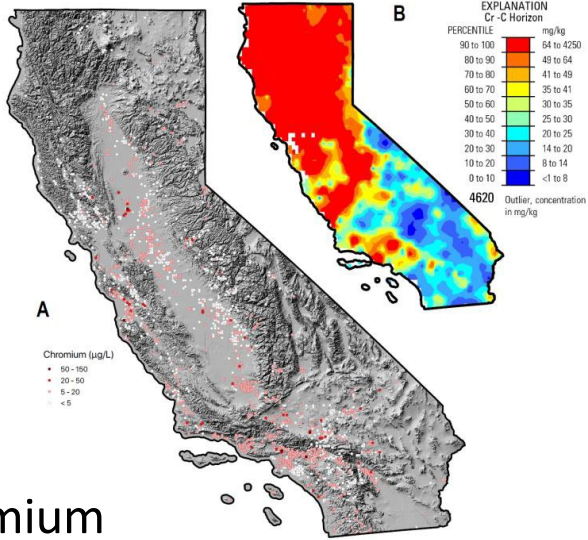 B
EXPLANATION
Cr -C Horizon
PERCENTILE mg/kg
90 to 100 64 to 4250
80 to 90 49 to 64
70 to 80 41 to 49
60 to 70 35 to 41
50 to 60 30 to 35
40 to 50 25 to 30
30 to 40 20 to 25
20 to 30 14 to 20
10 to 20 8 to 14
0 to 10 <1 to 8
4620 Outlier, concentration
in mg/kg
A
Chromium (µg/L)
50 - 150
20 - 50
5 - 20
< 5
mium